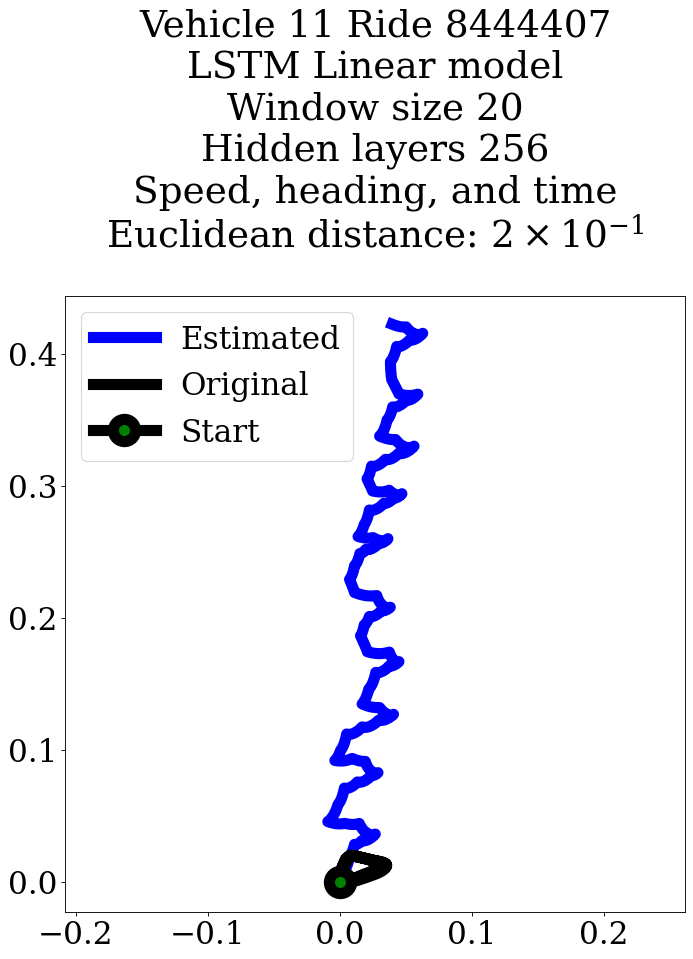 Vehicle 11 Ride 8444407
LSTM Linear model
Window size 20
Hidden layers 256
Speed, heading, and time
Euclidean distance: 2 × 10⁻¹
Estimated
Original
Start
0.4
0.3
0.2
0.1
0.0
−0.2 −0.1 0.0 0.1 0.2